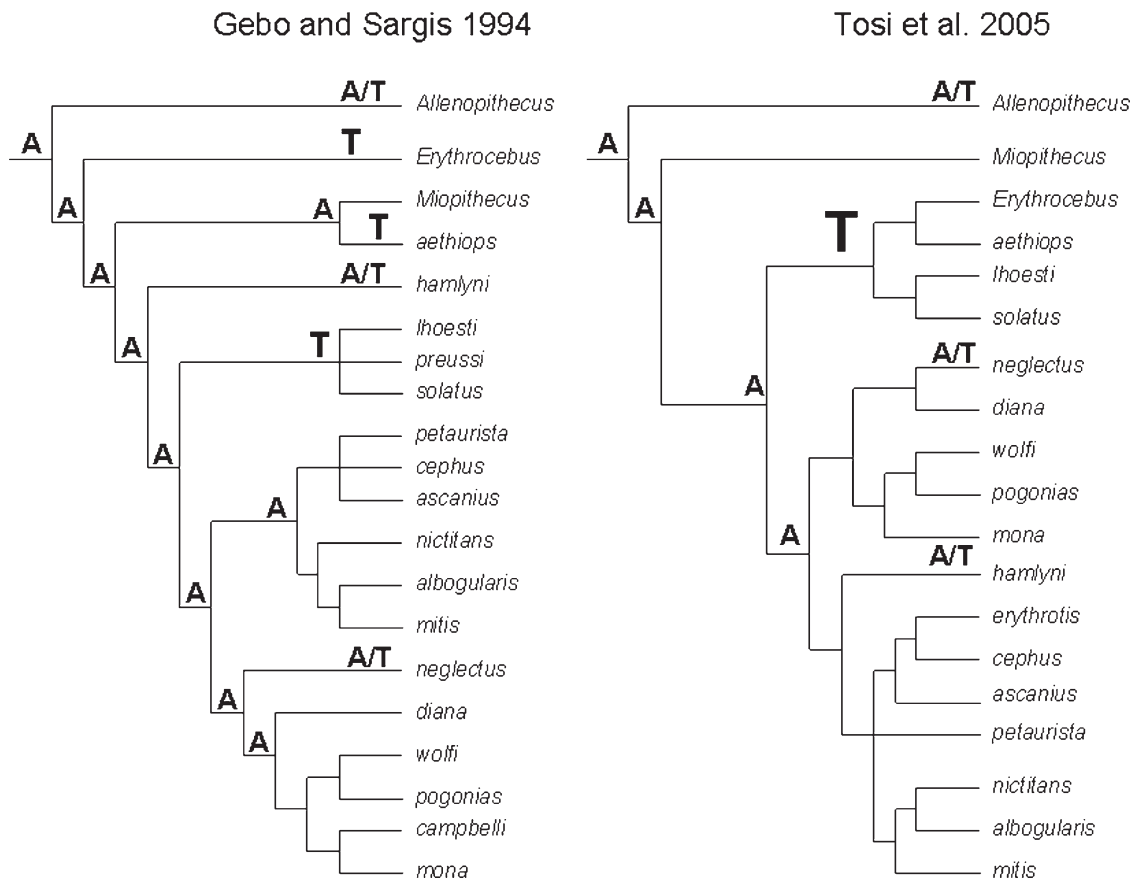 Gebo and Sargis 1994
A/T
Allenopithecus
A
T
Erythrocebus
A
A
Miopithecus
T
aethiops
A
A/T
hamlyni
A
T
lhoesti
preussi
solatus
A
petaurista
cephus
ascanius
A
nictitans
albogularis
A
mitis
A/T
neglectus
A
diana
A
wolfi
pogonias
campbelli
mona
Tosi et al. 2005
A/T
Allenopithecus
A
Miopithecus
A
Erythrocebus
T
aethiops
lhoesti
solatus
A/T
neglectus
A
diana
wolfi
pogonias
A
mona
A/T
hamlyni
erythrotis
cephus
ascanius
petaurista
nictitans
albogularis
mitis